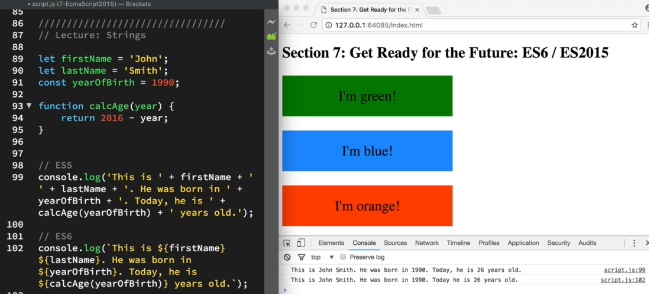 • script.js (7-EcmaScript2015) — Brackets
85
86 /////////////////////////////////
87 // Lecture: Strings
88
89 let firstName = 'John';
90 let lastName = 'Smith';
91 const yearOfBirth = 1990;
92
93 ▼ function calcAge(year) {
94 return 2016 - year;
95 }
96
97
98 // ES5
99 console.log('This is ' + firstName + '
' + lastName + '. He was born in ' +
yearOfBirth + '. Today, he is ' +
calcAge(yearOfBirth) + ' years old.');
100
101 // ES6
102 console.log(`This is ${firstName}
${lastName}. He was born in
${yearOfBirth}. Today, he is
${calcAge(yearOfBirth)} years old.`);
103
Section 7: Get Ready for the F
127.0.0.1:64085/index.html
Section 7: Get Ready for the Future: ES6 / ES2015
I'm green!
I'm blue!
I'm orange!
Elements Console Sources Network Timeline Profiles Application Security Audits
top ▼ Preserve log
This is John Smith. He was born in 1990. Today, he is 26 years old. script.js:99
This is John Smith. He was born in 1990. Today, he is 26 years old. script.js:102